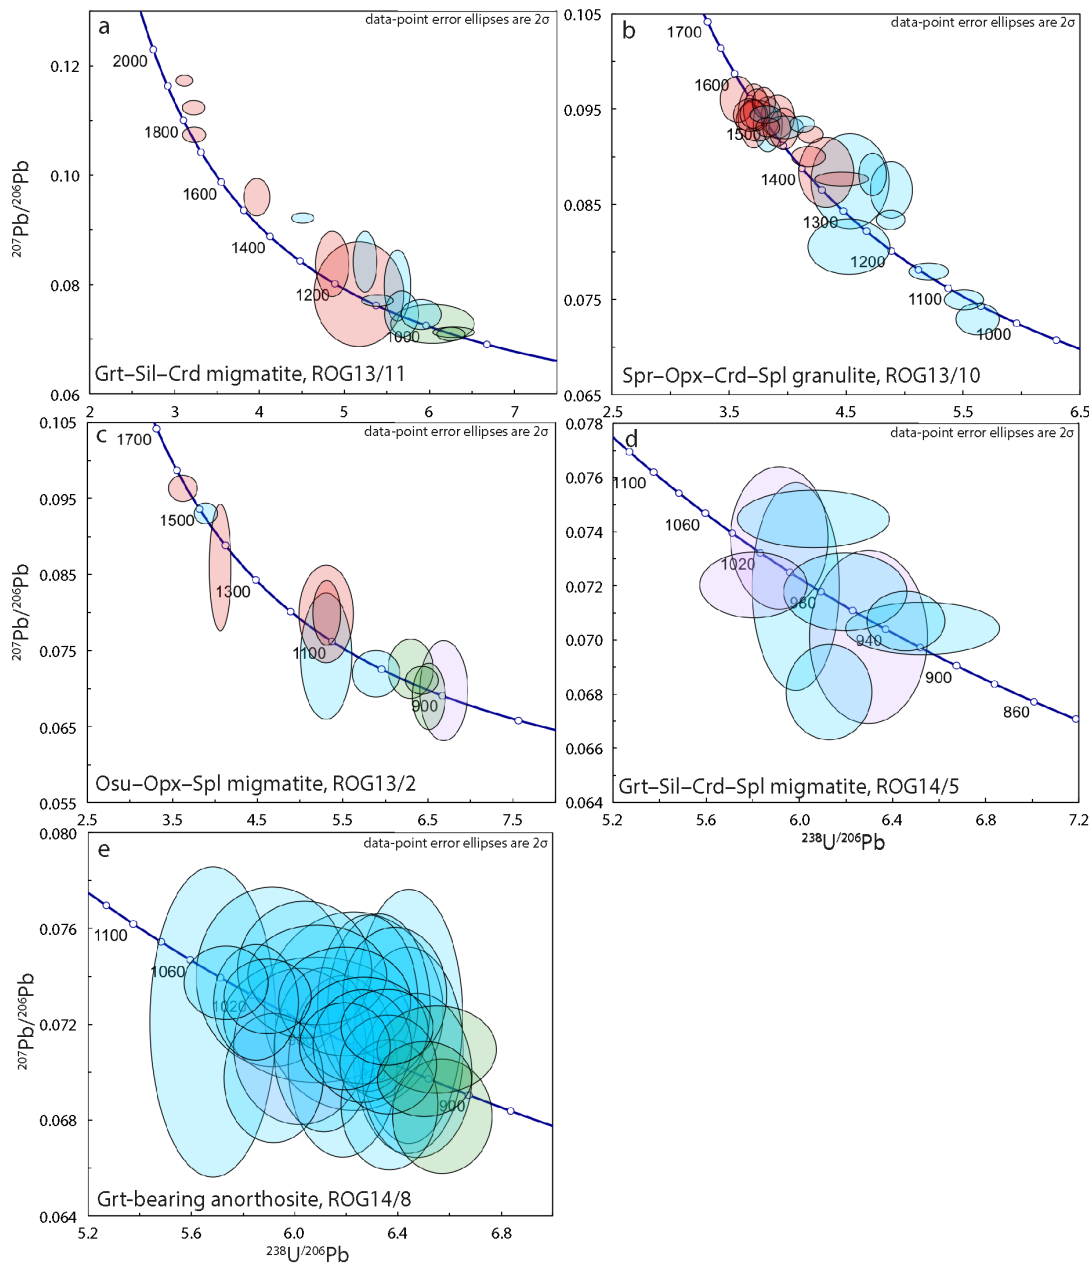 a
data-point error ellipses are 2σ
2000
0.12
1800
0.10
1600
1400
0.08
1200
1000
0.06
Grt–Sil–Crd migmatite, ROG13/11
2 3 4 5 6 7
207Pb/206Pb
b
data-point error ellipses are 2σ
0.105
1700
1600
0.095
1500
1400
0.085
1300
1200
0.075
1100
1000
0.065
Spr–Opx–Crd–Spl granulite, ROG13/10
2.5 3.5 4.5 5.5 6.5
c
data-point error ellipses are 2σ
0.105
1700
0.095
1500
0.085
1300
0.075
1100
900
0.065
0.055
Osu–Opx–Spl migmatite, ROG13/2
2.5 3.5 4.5 5.5 6.5 7.5
207Pb/206Pb
d
data-point error ellipses are 2σ
0.078
1100
0.076
1060
0.074
1020
0.072
980
0.070
940
900
0.068
860
0.066
0.064
Grt–Sil–Crd–Spl migmatite, ROG14/5
5.2 5.6 6.0 6.4 6.8 7.2
238U/206Pb
e
data-point error ellipses are 2σ
0.080
1100
0.076
1060
1020
0.072
900
0.068
0.064
Grt-bearing anorthosite, ROG14/8
5.2 5.6 6.0 6.4 6.8
207Pb/206Pb
238U/206Pb